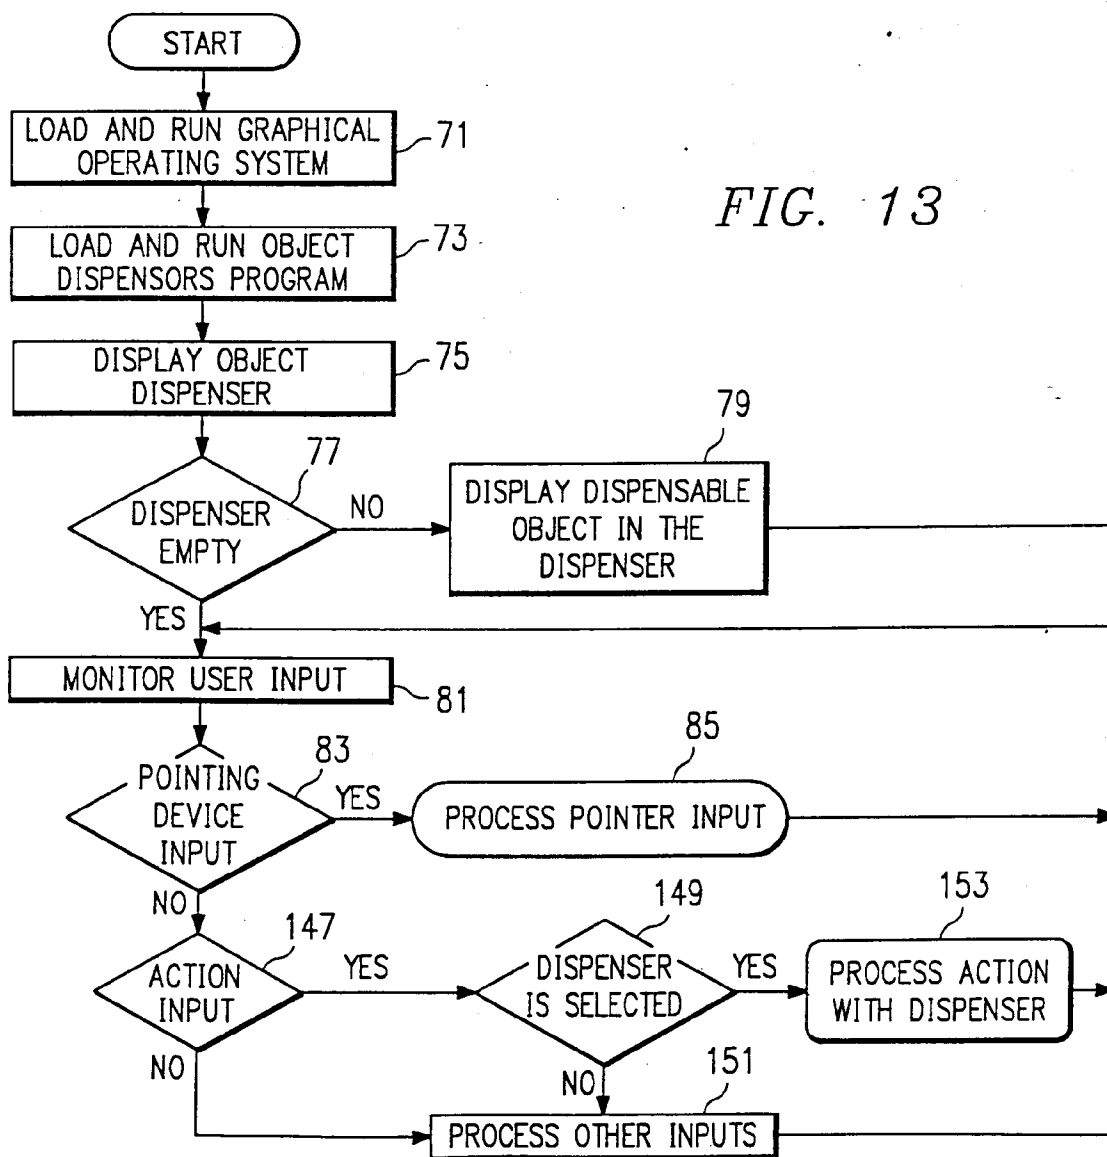 START
LOAD AND RUN GRAPHICAL
OPERATING SYSTEM
71
FIG. 13
LOAD AND RUN OBJECT
DISPENSORS PROGRAM
73
DISPLAY OBJECT
DISPENSER
75
77
DISPENSER
EMPTY
NO
79
DISPLAY DISPENSABLE
OBJECT IN THE
DISPENSER
YES
MONITOR USER INPUT
81
83
POINTING
DEVICE
INPUT
YES
85
PROCESS POINTER INPUT
NO
147
ACTION
INPUT
YES
149
DISPENSER
IS SELECTED
YES
153
PROCESS ACTION
WITH DISPENSER
NO
NO
151
PROCESS OTHER INPUTS